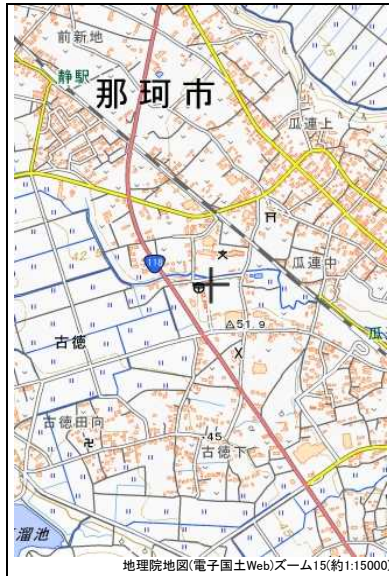 前新地
静駅
那珂市
瓜連上
118
瓜連中
42
瓜
古徳
51.9
古徳田向
45
古徳下
溜池
地理院地図(電子国土Web)ズーム15(約1:15000)